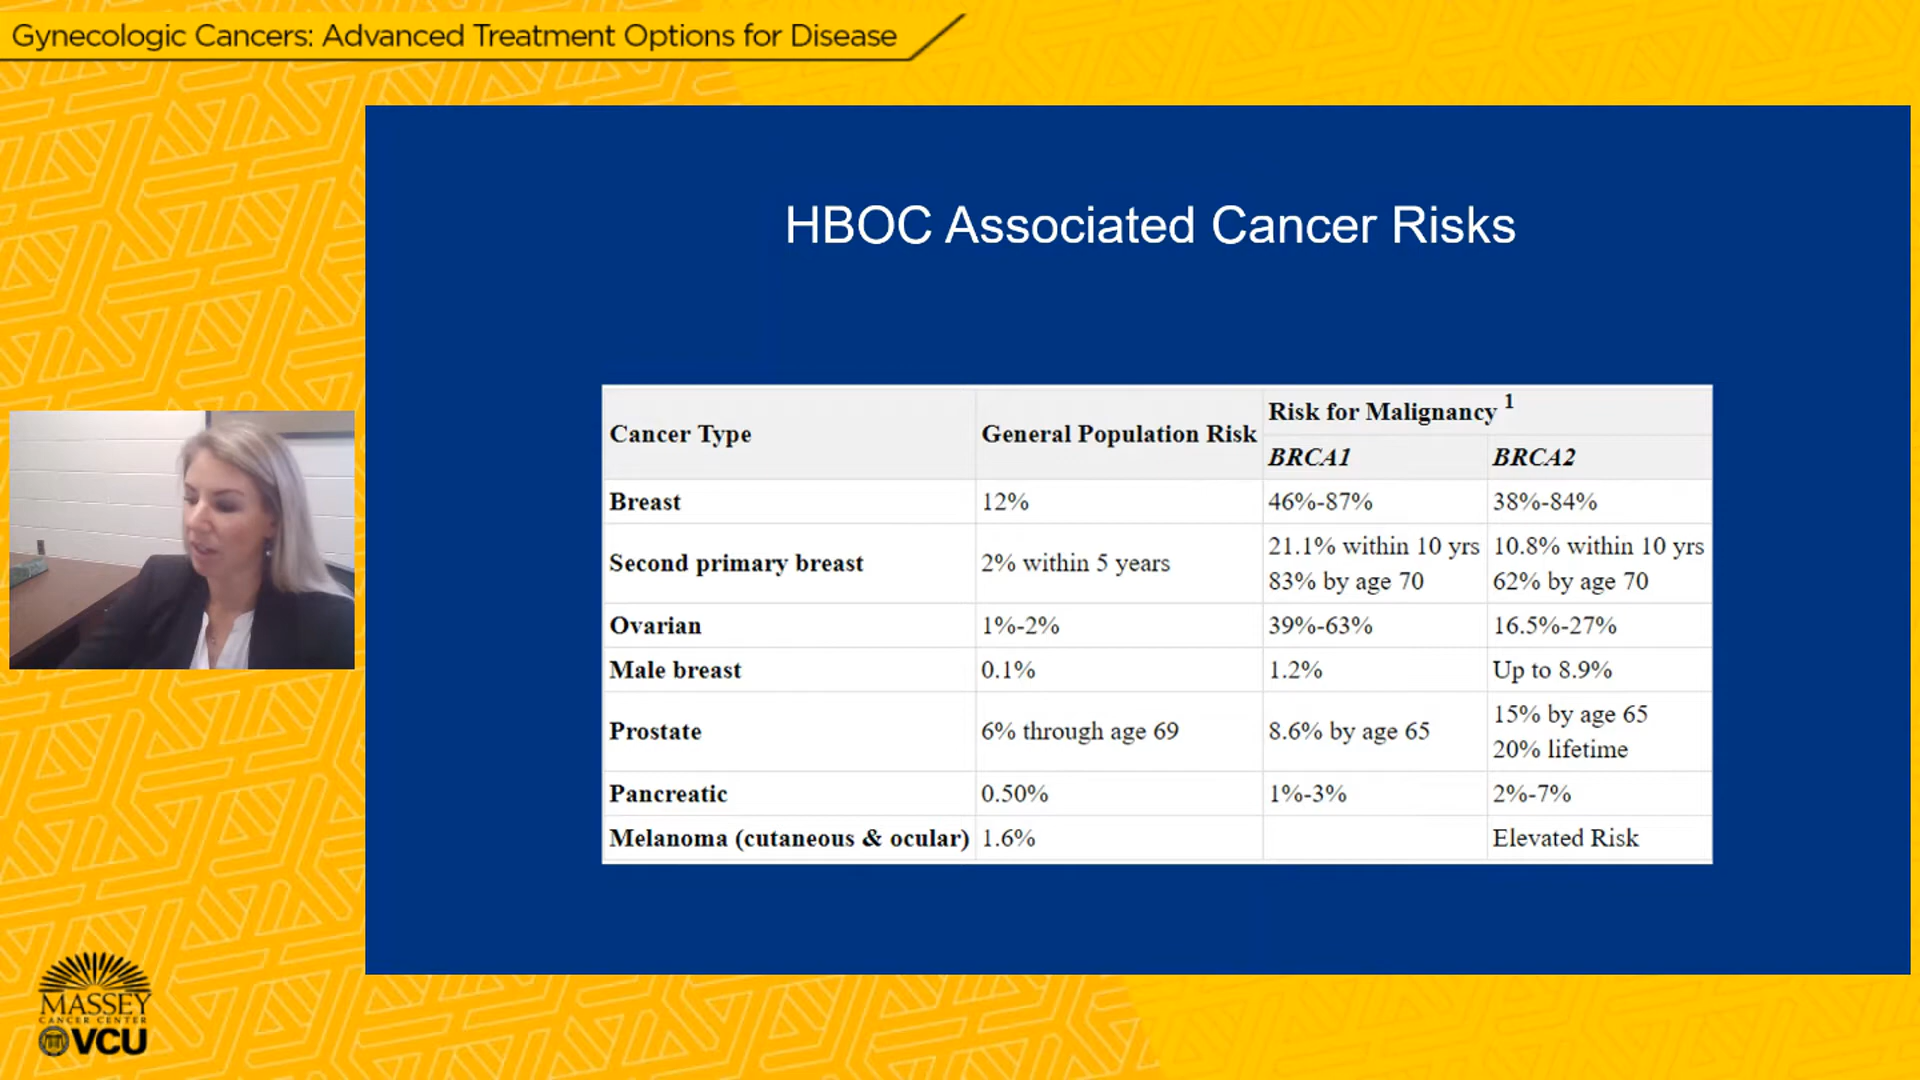 Gynecologic Cancers: Advanced Treatment Options for Disease
HBOC Associated Cancer Risks
Cancer Type General Population Risk Risk for Malignancy 1
BRCA1 BRCA2
Breast 12% 46%-87% 38%-84%
Second primary breast 2% within 5 years 21.1% within 10 yrs 10.8% within 10 yrs
83% by age 70 62% by age 70
Ovarian 1%-2% 39%-63% 16.5%-27%
Male breast 0.1% 1.2% Up to 8.9%
Prostate 6% through age 69 8.6% by age 65 15% by age 65
20% lifetime
Pancreatic 0.50% 1%-3% 2%-7%
Melanoma (cutaneous & ocular) 1.6% Elevated Risk
MASSEY
CANCER CENTER
VCU